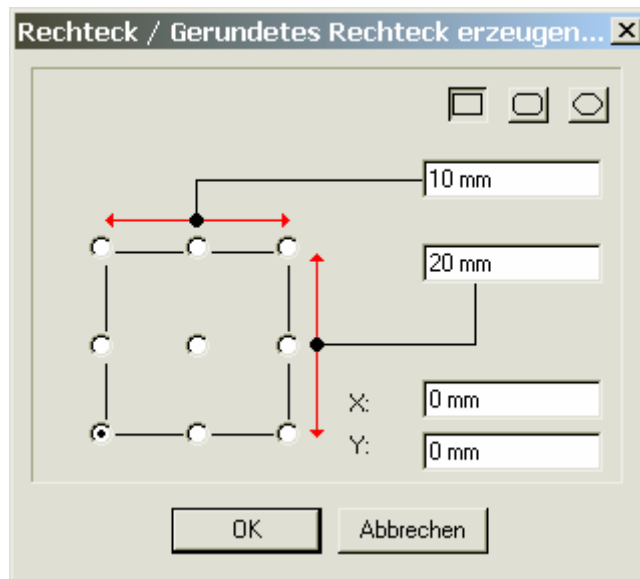 Rechteck / Gerundetes Rechteck erzeugen...
10 mm
20 mm
X: 0 mm
Y: 0 mm
OK Abbrechen